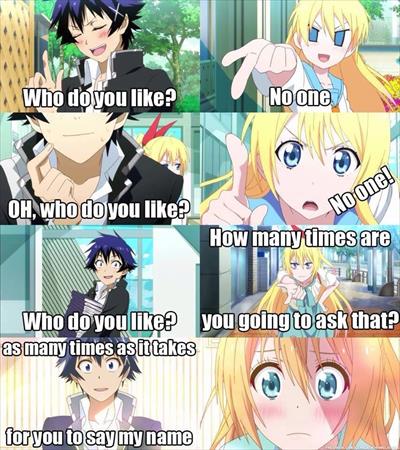 Who do you like?
No one
OH, who do you like?
No one!
Who do you like?
How many times are
you going to ask that?
as many times as it takes
for you to say my name